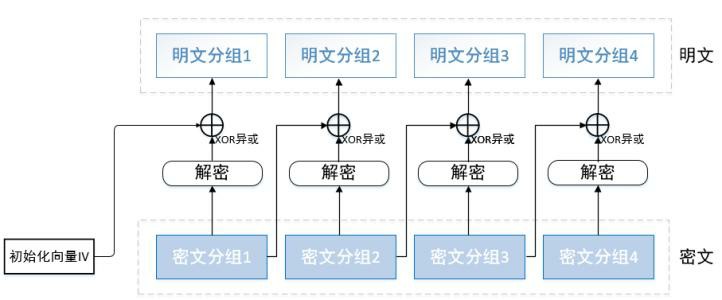 明文分组1 明文分组2 明文分组3 明文分组4 明文
XOR异或 XOR异或 XOR异或 XOR异或
解密 解密 解密 解密
初始化向量IV
密文分组1 密文分组2 密文分组3 密文分组4 密文